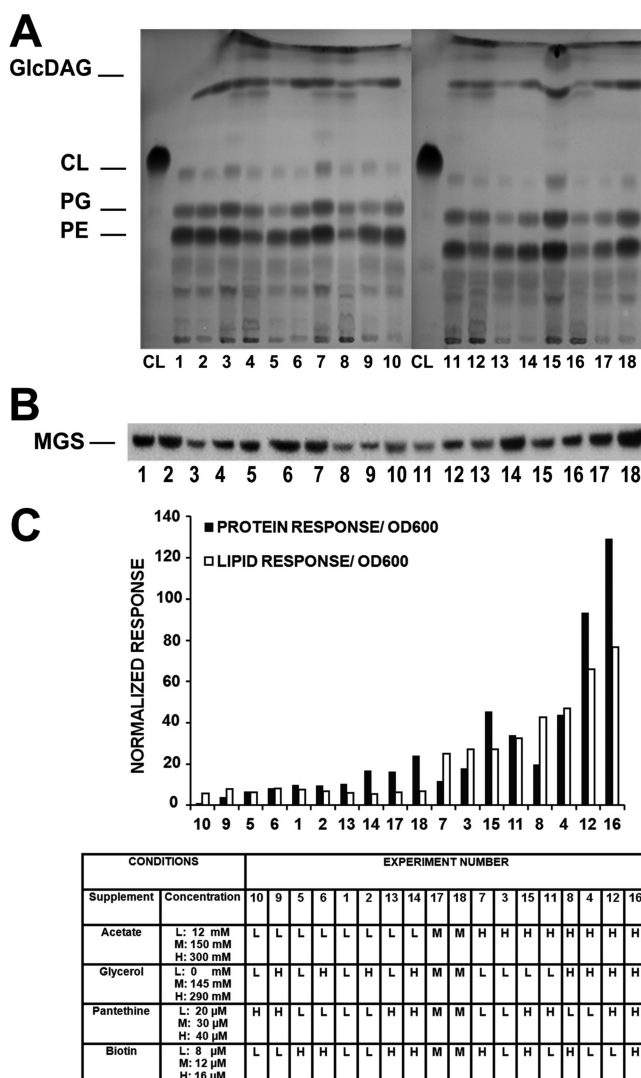 A
GlcDAG
CL
PG
PE
CL 1 2 3 4 5 6 7 8 9 10 CL 11 12 13 14 15 16 17 18
B
MGS
1 2 3 4 5 6 7 8 9 10 11 12 13 14 15 16 17 18
C
NORMALIZED RESPONSE
140
120
100
80
60
40
20
0
PROTEIN RESPONSE/ OD600
LIPID RESPONSE/ OD600
10 9 5 6 1 2 13 14 17 18 7 3 15 11 8 4 12 16
CONDITIONS EXPERIMENT NUMBER
Supplement Concentration 10 9 5 6 1 2 13 14 17 18 7 3 15 11 8 4 12 16
Acetate L: 12 mM L L L L L L L L M M H H H H H H H H
M: 150 mM
H: 300 mM
Glycerol L: 0 mM L H L H L H L H M M L L L L H H H H
M: 145 mM
H: 290 mM
Pantethine L: 20 µM H H L L L L H H M M L L H H L L H H
M: 30 µM
H: 40 µM
Biotin L: 8 µM L L H H L L H H M M H L H L H L L H
M: 12 µM
H: 16 µM